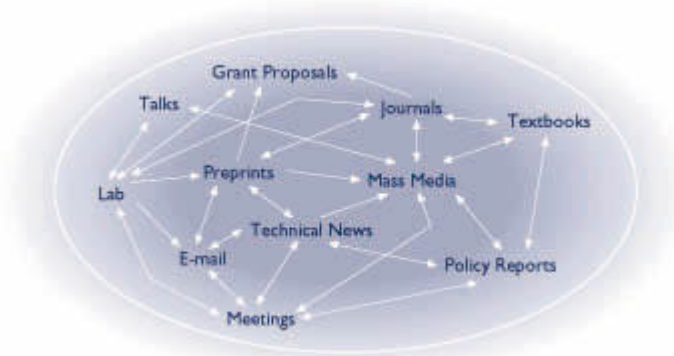 Grant Proposals
Talks
Journals
Textbooks
Preprints
Mass Media
Lab
Technical News
E-mail
Policy Reports
Meetings